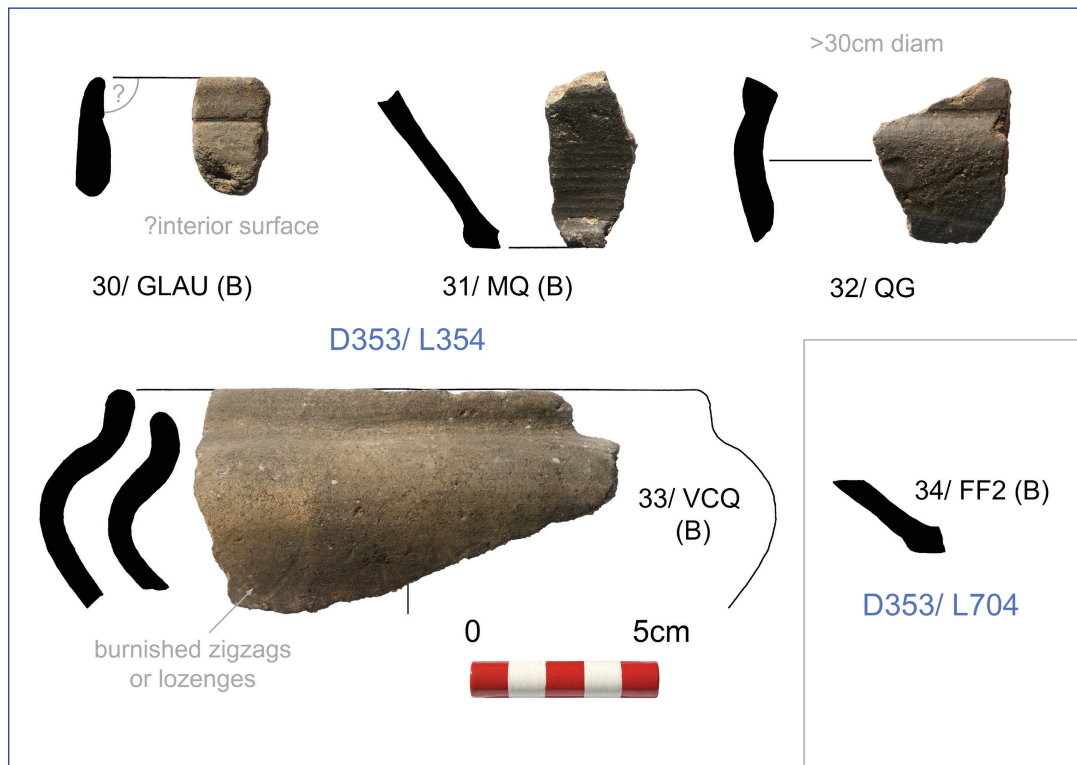 >30cm diam
?
?interior surface
30/ GLAU (B)
31/ MQ (B)
32/ QG
D353/ L354
33/ VCQ
(B)
34/ FF2 (B)
D353/ L704
burnished zigzags
or lozenges
0 5cm